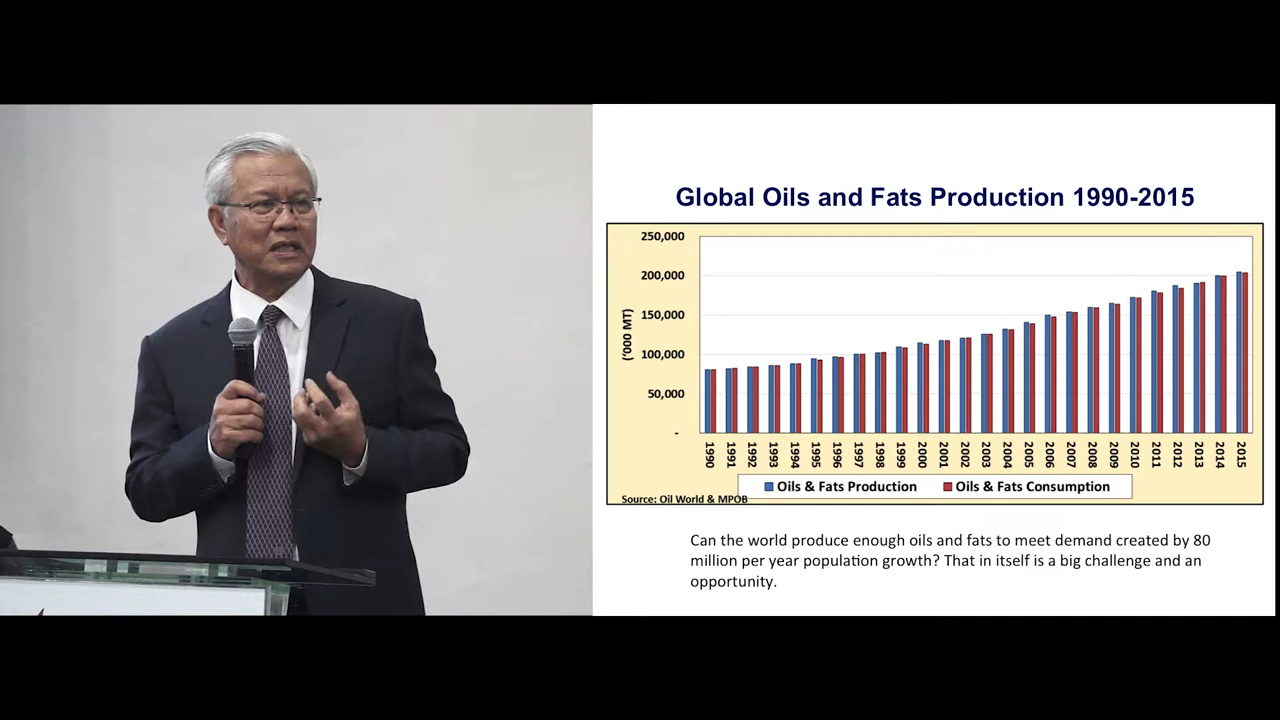 Global Oils and Fats Production 1990-2015
250,000
200,000
150,000
100,000
50,000
-
('000 MT)
1990 1991 1992 1993 1994 1995 1996 1997 1998 1999 2000 2001 2002 2003 2004 2005 2006 2007 2008 2009 2010 2011 2012 2013 2014 2015
Oils & Fats Production Oils & Fats Consumption
Source: Oil World & MPOB
Can the world produce enough oils and fats to meet demand created by 80
million per year population growth? That in itself is a big challenge and an
opportunity.